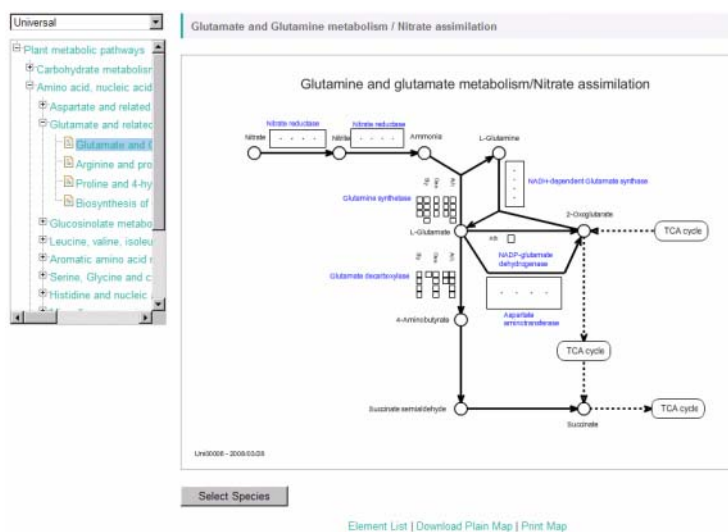 Universal
Plant metabolic pathways
Carbohydrate metabolisr
Amino acid, nucleic acid
Aspartate and related
Glutamate and related
Glutamate and G
Arginine and pro
Proline and 4-hy
Biosynthesis of
Glucosinolate metabo
Leucine, valine, isoleu
Aromatic amino acid r
Serine, Glycine and c
Histidine and nucleic
Glutamate and Glutamine metabolism / Nitrate assimilation
Glutamine and glutamate metabolism/Nitrate assimilation
Nitrate reductase
Nitrate reductase
Nitrate
Nitrite
Ammonia
L-Glutamine
NADH-dependent Glutamate synthase
Glutamine synthetase
2-Oxoglutarate
TCA cycle
L-Glutamate
NADP-glutamate
dehydrogenase
Glutamate decarboxylase
Aspartate
aminotransferase
4-Aminobutyrate
TCA cycle
Succinate semialdehyde
Succinate
TCA cycle
Select Species
Element List | Download Plain Map | Print Map